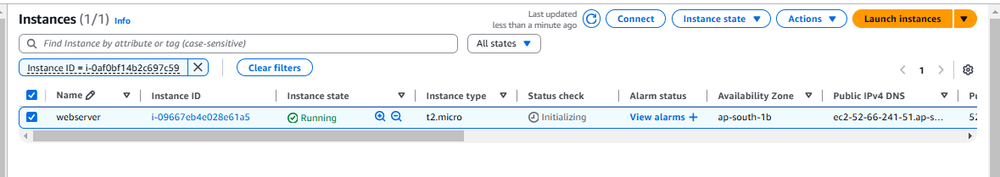 Instances (1/1) Info
Last updated
less than a minute ago
Connect
Instance state
Actions
Launch instances
Find Instance by attribute or tag (case-sensitive)
All states
Instance ID = i-0af0bf14b2c697c59
Clear filters
1
Name Instance ID Instance state Instance type Status check Alarm status Availability Zone Public IPv4 DNS
webserver i-09667eb4e028e61a5 Running t2.micro Initializing View alarms + ap-south-1b ec2-52-66-241-51.ap-s... 52